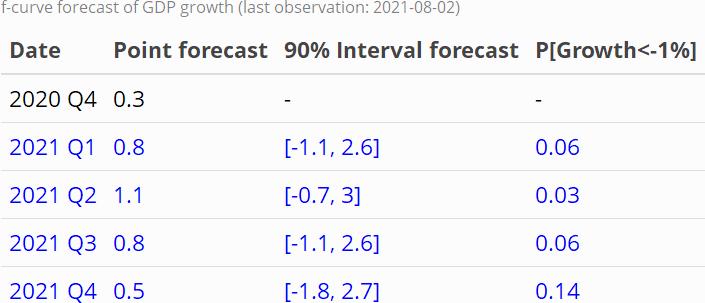 f-curve forecast of GDP growth (last observation: 2021-08-02)
Date Point forecast 90% Interval forecast P[Growth<-1%]
2020 Q4 0.3 - -
2021 Q1 0.8 [-1.1, 2.6] 0.06
2021 Q2 1.1 [-0.7, 3] 0.03
2021 Q3 0.8 [-1.1, 2.6] 0.06
2021 Q4 0.5 [-1.8, 2.7] 0.14